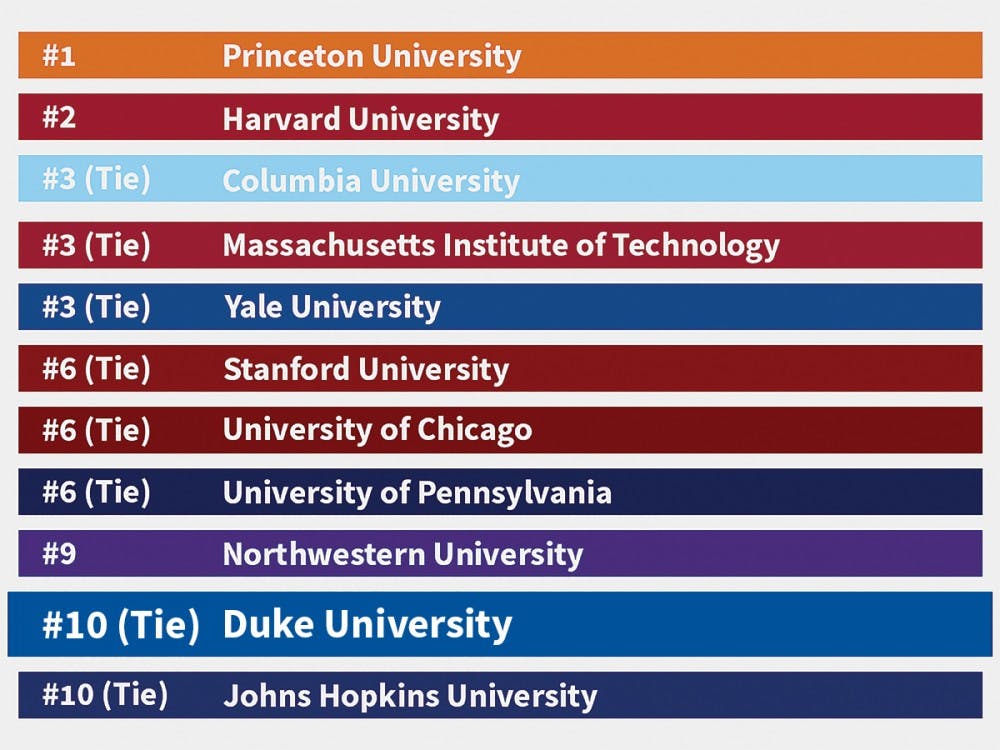 #1 Princeton University
#2 Harvard University
#3 (Tie) Columbia University
#3 (Tie) Massachusetts Institute of Technology
#3 (Tie) Yale University
#6 (Tie) Stanford University
#6 (Tie) University of Chicago
#6 (Tie) University of Pennsylvania
#9 Northwestern University
#10 (Tie) Duke University
#10 (Tie) Johns Hopkins University